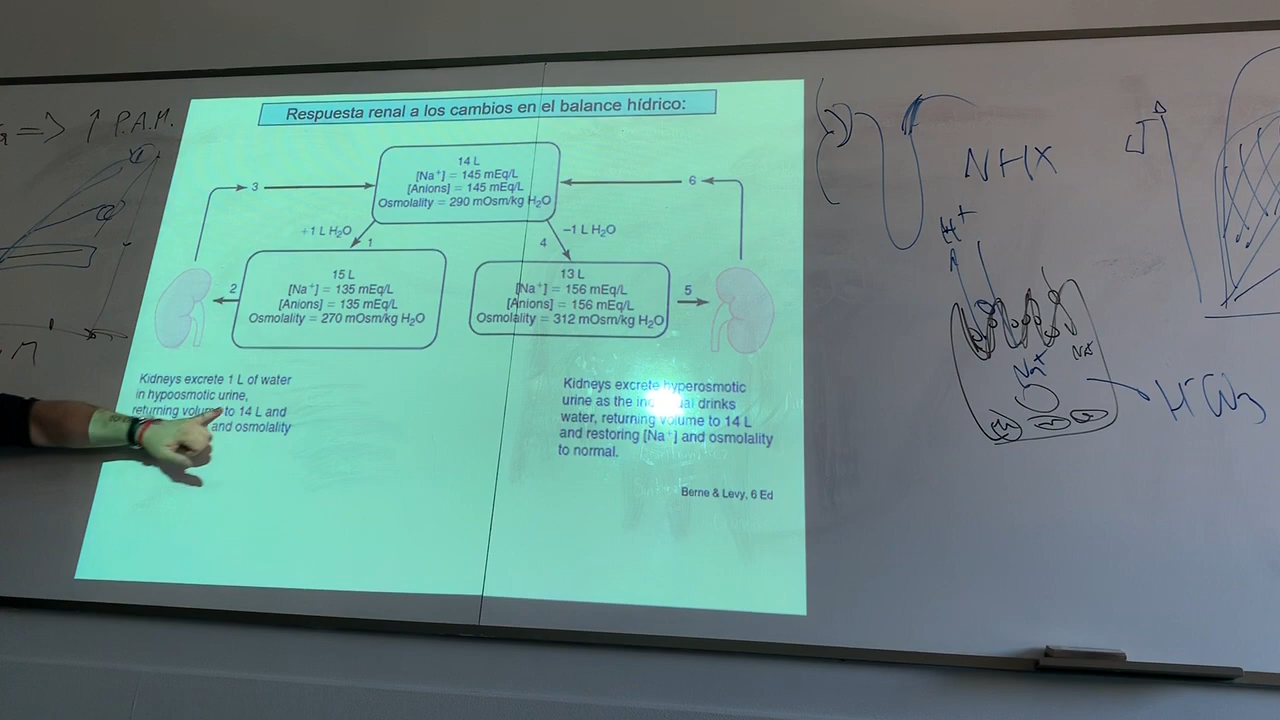 Respuesta renal a los cambios en el balance hídrico:
14 L
[Na+] = 145 mEq/L
[Anions] = 145 mEq/L
Osmolality = 290 mOsm/kg H₂O
3
6
+1 L H₂O
1
4
−1 L H₂O
15 L
[Na+] = 135 mEq/L
[Anions] = 135 mEq/L
Osmolality = 270 mOsm/kg H₂O
2
13 L
[Na+] = 156 mEq/L
[Anions] = 156 mEq/L
Osmolality = 312 mOsm/kg H₂O
5
Kidneys excrete 1 L of water
in hypoosmotic urine,
returning volume to 14 L and
and osmolality
Kidneys excrete hyperosmotic
urine as the drinks
water, returning volume to 14 L
and restoring [Na+] and osmolality
to normal.
Berne & Levy, 6 Ed
=> ↑ P.A.M.
NHX
H+
Na+